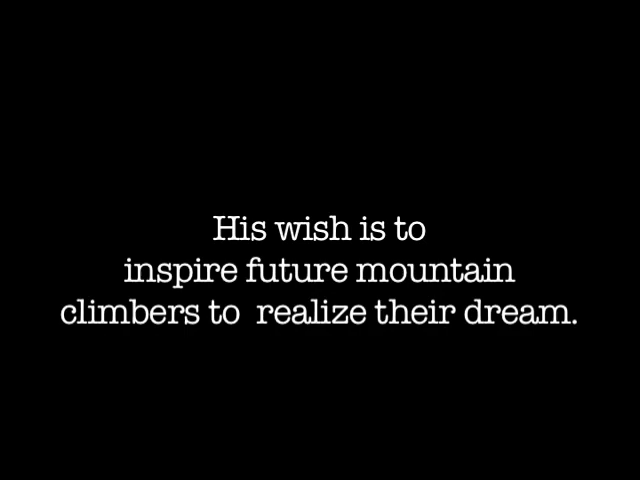 His wish is to
inspire future mountain
climbers to  realize their dream.